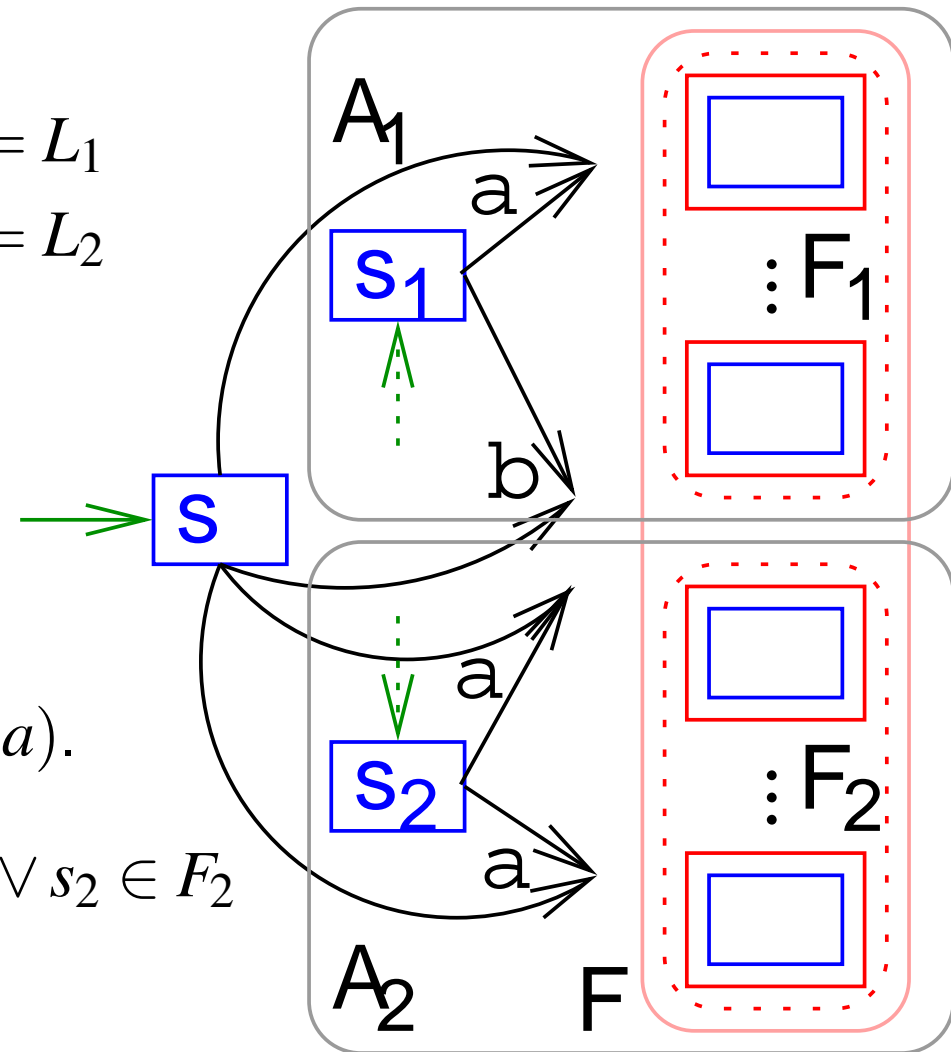 = L₁
= L₂
A₁
a
s₁
F₁
b
s
a
a).
s₂
F₂
a
∨ s₂ ∈ F₂
A₂
F